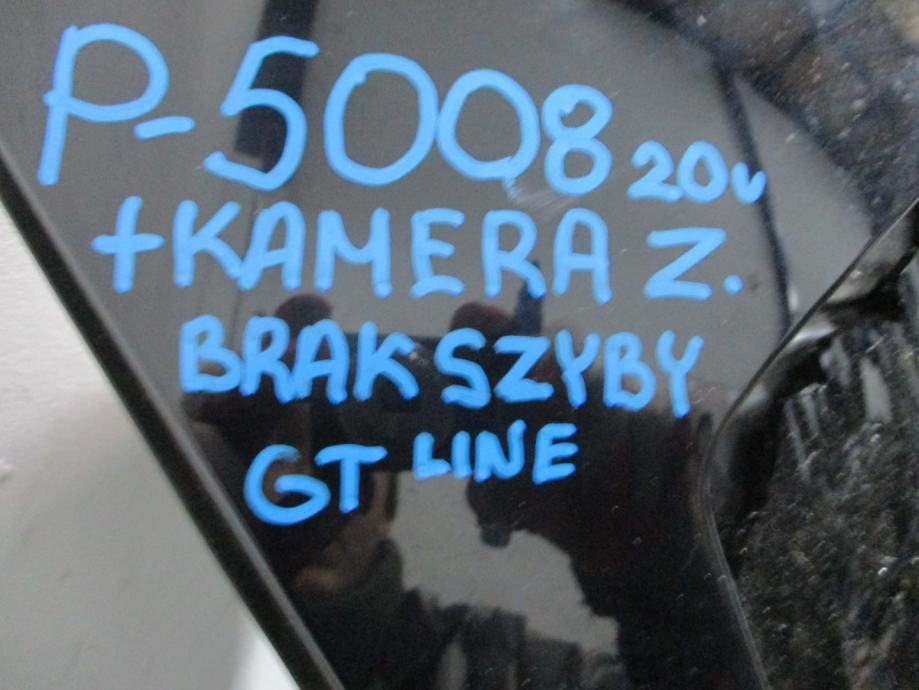 P-5008 20v
+KAMERA Z.
BRAK SZYBY
GT LINE